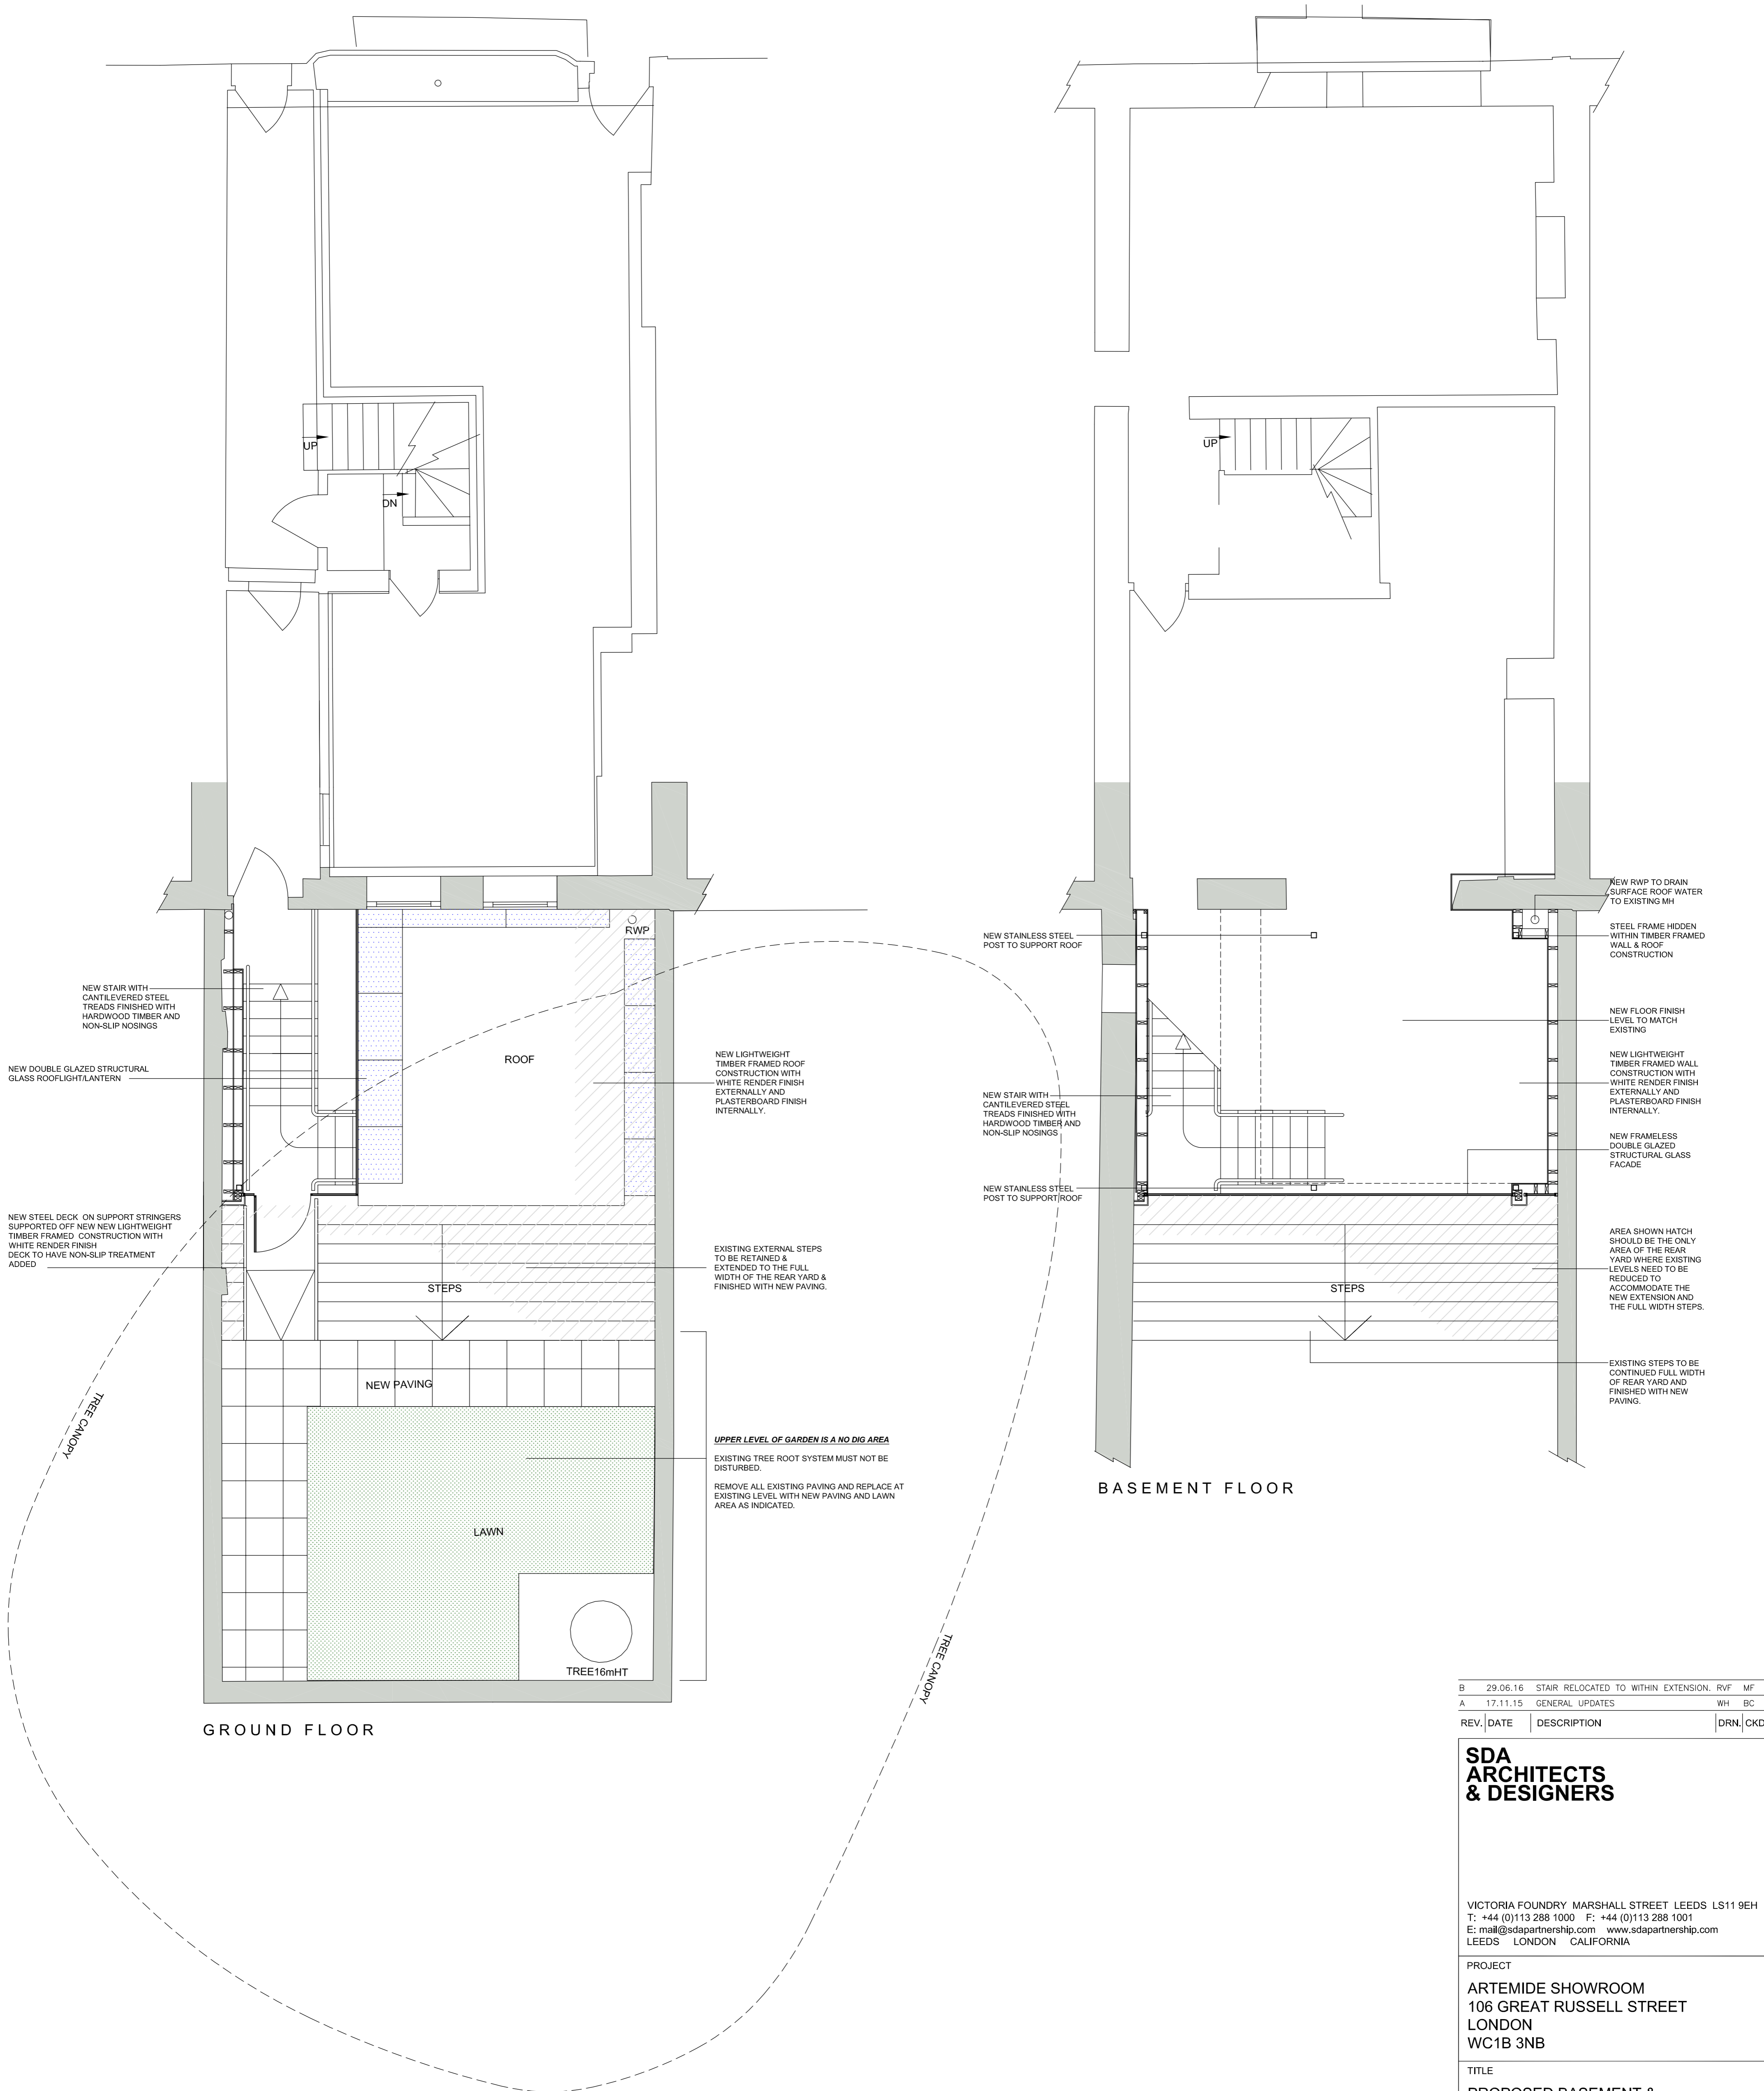 UP
DN
RWP
ROOF
NEW STAIR WITH
CANTILEVERED STEEL
TREADS FINISHED WITH
HARDWOOD TIMBER AND
NON-SLIP NOSINGS
NEW DOUBLE GLAZED STRUCTURAL
GLASS ROOFLIGHT/LANTERN
NEW LIGHTWEIGHT
TIMBER FRAMED ROOF
CONSTRUCTION WITH
WHITE RENDER FINISH
EXTERNALLY AND
PLASTERBOARD FINISH
INTERNALLY.
NEW STEEL DECK ON SUPPORT STRINGERS
SUPPORTED OFF NEW NEW LIGHTWEIGHT
TIMBER FRAMED CONSTRUCTION WITH
WHITE RENDER FINISH
DECK TO HAVE NON-SLIP TREATMENT
ADDED
EXISTING EXTERNAL STEPS
TO BE RETAINED &
EXTENDED TO THE FULL
WIDTH OF THE REAR YARD &
FINISHED WITH NEW PAVING.
STEPS
NEW PAVING
TREE CANOPY
UPPER LEVEL OF GARDEN IS A NO DIG AREA
EXISTING TREE ROOT SYSTEM MUST NOT BE
DISTURBED.
REMOVE ALL EXISTING PAVING AND REPLACE AT
EXISTING LEVEL WITH NEW PAVING AND LAWN
AREA AS INDICATED.
LAWN
TREE16mHT
TREE CANOPY
GROUND FLOOR
UP
NEW STAINLESS STEEL
POST TO SUPPORT ROOF
NEW STAIR WITH
CANTILEVERED STEEL
TREADS FINISHED WITH
HARDWOOD TIMBER AND
NON-SLIP NOSINGS
NEW STAINLESS STEEL
POST TO SUPPORT ROOF
NEW RWP TO DRAIN
SURFACE ROOF WATER
TO EXISTING MH
STEEL FRAME HIDDEN
WITHIN TIMBER FRAMED
WALL & ROOF
CONSTRUCTION
NEW FLOOR FINISH
LEVEL TO MATCH
EXISTING
NEW LIGHTWEIGHT
TIMBER FRAMED WALL
CONSTRUCTION WITH
WHITE RENDER FINISH
EXTERNALLY AND
PLASTERBOARD FINISH
INTERNALLY.
NEW FRAMELESS
DOUBLE GLAZED
STRUCTURAL GLASS
FACADE
AREA SHOWN HATCH
SHOULD BE THE ONLY
AREA OF THE REAR
YARD WHERE EXISTING
LEVELS NEED TO BE
REDUCED TO
ACCOMMODATE THE
NEW EXTENSION AND
THE FULL WIDTH STEPS.
STEPS
EXISTING STEPS TO BE
CONTINUED FULL WIDTH
OF REAR YARD AND
FINISHED WITH NEW
PAVING.
BASEMENT FLOOR
B 29.06.16 STAIR RELOCATED TO WITHIN EXTENSION. RVF MF
A 17.11.15 GENERAL UPDATES WH BC
REV. DATE DESCRIPTION DRN. CKD
SDA
ARCHITECTS
& DESIGNERS
VICTORIA FOUNDRY MARSHALL STREET LEEDS LS11 9EH
T: +44 (0)113 288 1000 F: +44 (0)113 288 1001
E: mail@sdapartnership.com www.sdapartnership.com
LEEDS LONDON CALIFORNIA
PROJECT
ARTEMIDE SHOWROOM
106 GREAT RUSSELL STREET
LONDON
WC1B 3NB
TITLE
PROPOSED BASEMENT &